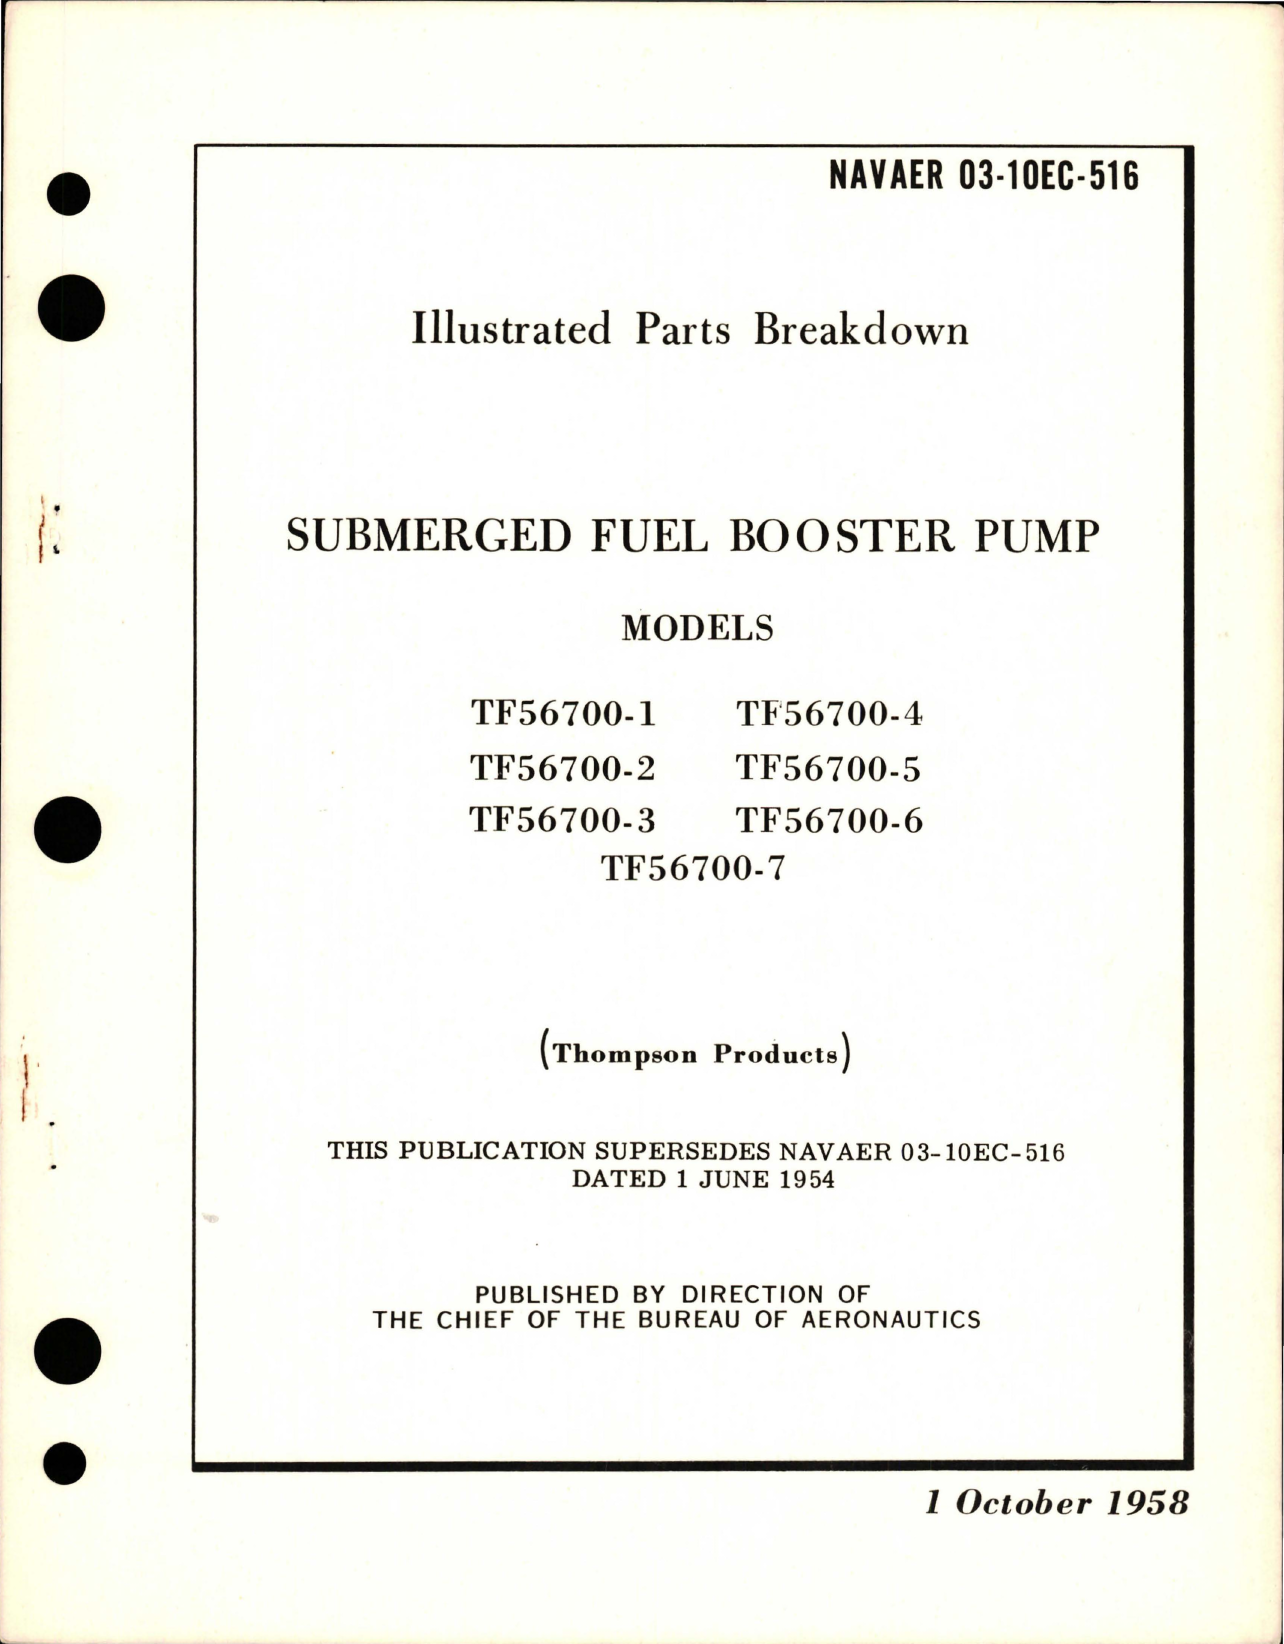 NAVAER 03-10EC-516
Illustrated Parts Breakdown
SUBMERGED FUEL BOOSTER PUMP
MODELS
TF56700-1 TF56700-4
TF56700-2 TF56700-5
TF56700-3 TF56700-6
TF56700-7
(Thompson Products)
THIS PUBLICATION SUPERSEDES NAVAER 03-10EC-516
DATED 1 JUNE 1954
PUBLISHED BY DIRECTION OF
THE CHIEF OF THE BUREAU OF AERONAUTICS
1 October 1958